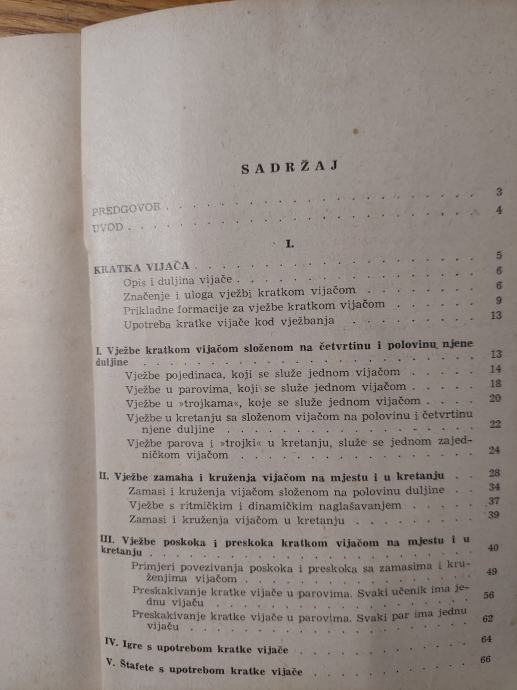 SADRŽAJ
PREDGOVOR . . . . . . . . . . . . . . . . 3
UVOD . . . . . . . . . . . . . . . . . . 4
I.
KRATKA VIJAČA . . . . . . . . . . . . . . . 5
Opis i duljina vijače . . . . . . . . . . . . 6
Značenje i uloga vježbi kratkom vijačom . . . . . 6
Prikladne formacije za vježbe kratkom vijačom . . . . 9
Upotreba kratke vijače kod vježbanja . . . . . . 13
I. Vježbe kratkom vijačom složenom na četvrtinu i polovinu njene
duljine . . . . . . . . . . . . . . . . . 13
Vježbe pojedinaca, koji se služe jednom vijačom . . . . 14
Vježbe u parovima, koji se služe jednom vijačom . . . . 18
Vježbe u »trojkama«, koje se služe jednom vijačom . . . 20
Vježbe u kretanju sa složenom vijačom na polovinu i četvrtinu
njene duljine . . . . . . . . . . . . . . 22
Vježbe parova i »trojki« u kretanju, služe se jednom zajed-
ničkom vijačom . . . . . . . . . . . . . 24
II. Vježbe zamaha i kruženja vijačom na mjestu i u kretanju . . 28
Zamasi i kruženja vijačom složenom na polovinu duljine . . 34
Vježbe s ritmičkim i dinamičkim naglašavanjem . . . . 37
Zamasi i kruženja vijačom u kretanju . . . . . . 39
III. Vježbe poskoka i preskoka kratkom vijačom na mjestu i u
kretanju . . . . . . . . . . . . . . . . 40
Primjeri povezivanja poskoka i preskoka sa zamasima i kru-
ženjima vijačom . . . . . . . . . . . . . 49
Preskakivanje kratke vijače u parovima. Svaki učenik ima je-
dnu vijaču . . . . . . . . . . . . . . . 56
Preskakivanje kratke vijače u parovima. Svaki par ima jednu
vijaču . . . . . . . . . . . . . . . . 62
IV. Igre s upotrebom kratke vijače . . . . . . . . . 64
V. Štafete s upotrebom kratke vijače . . . . . . . . 66